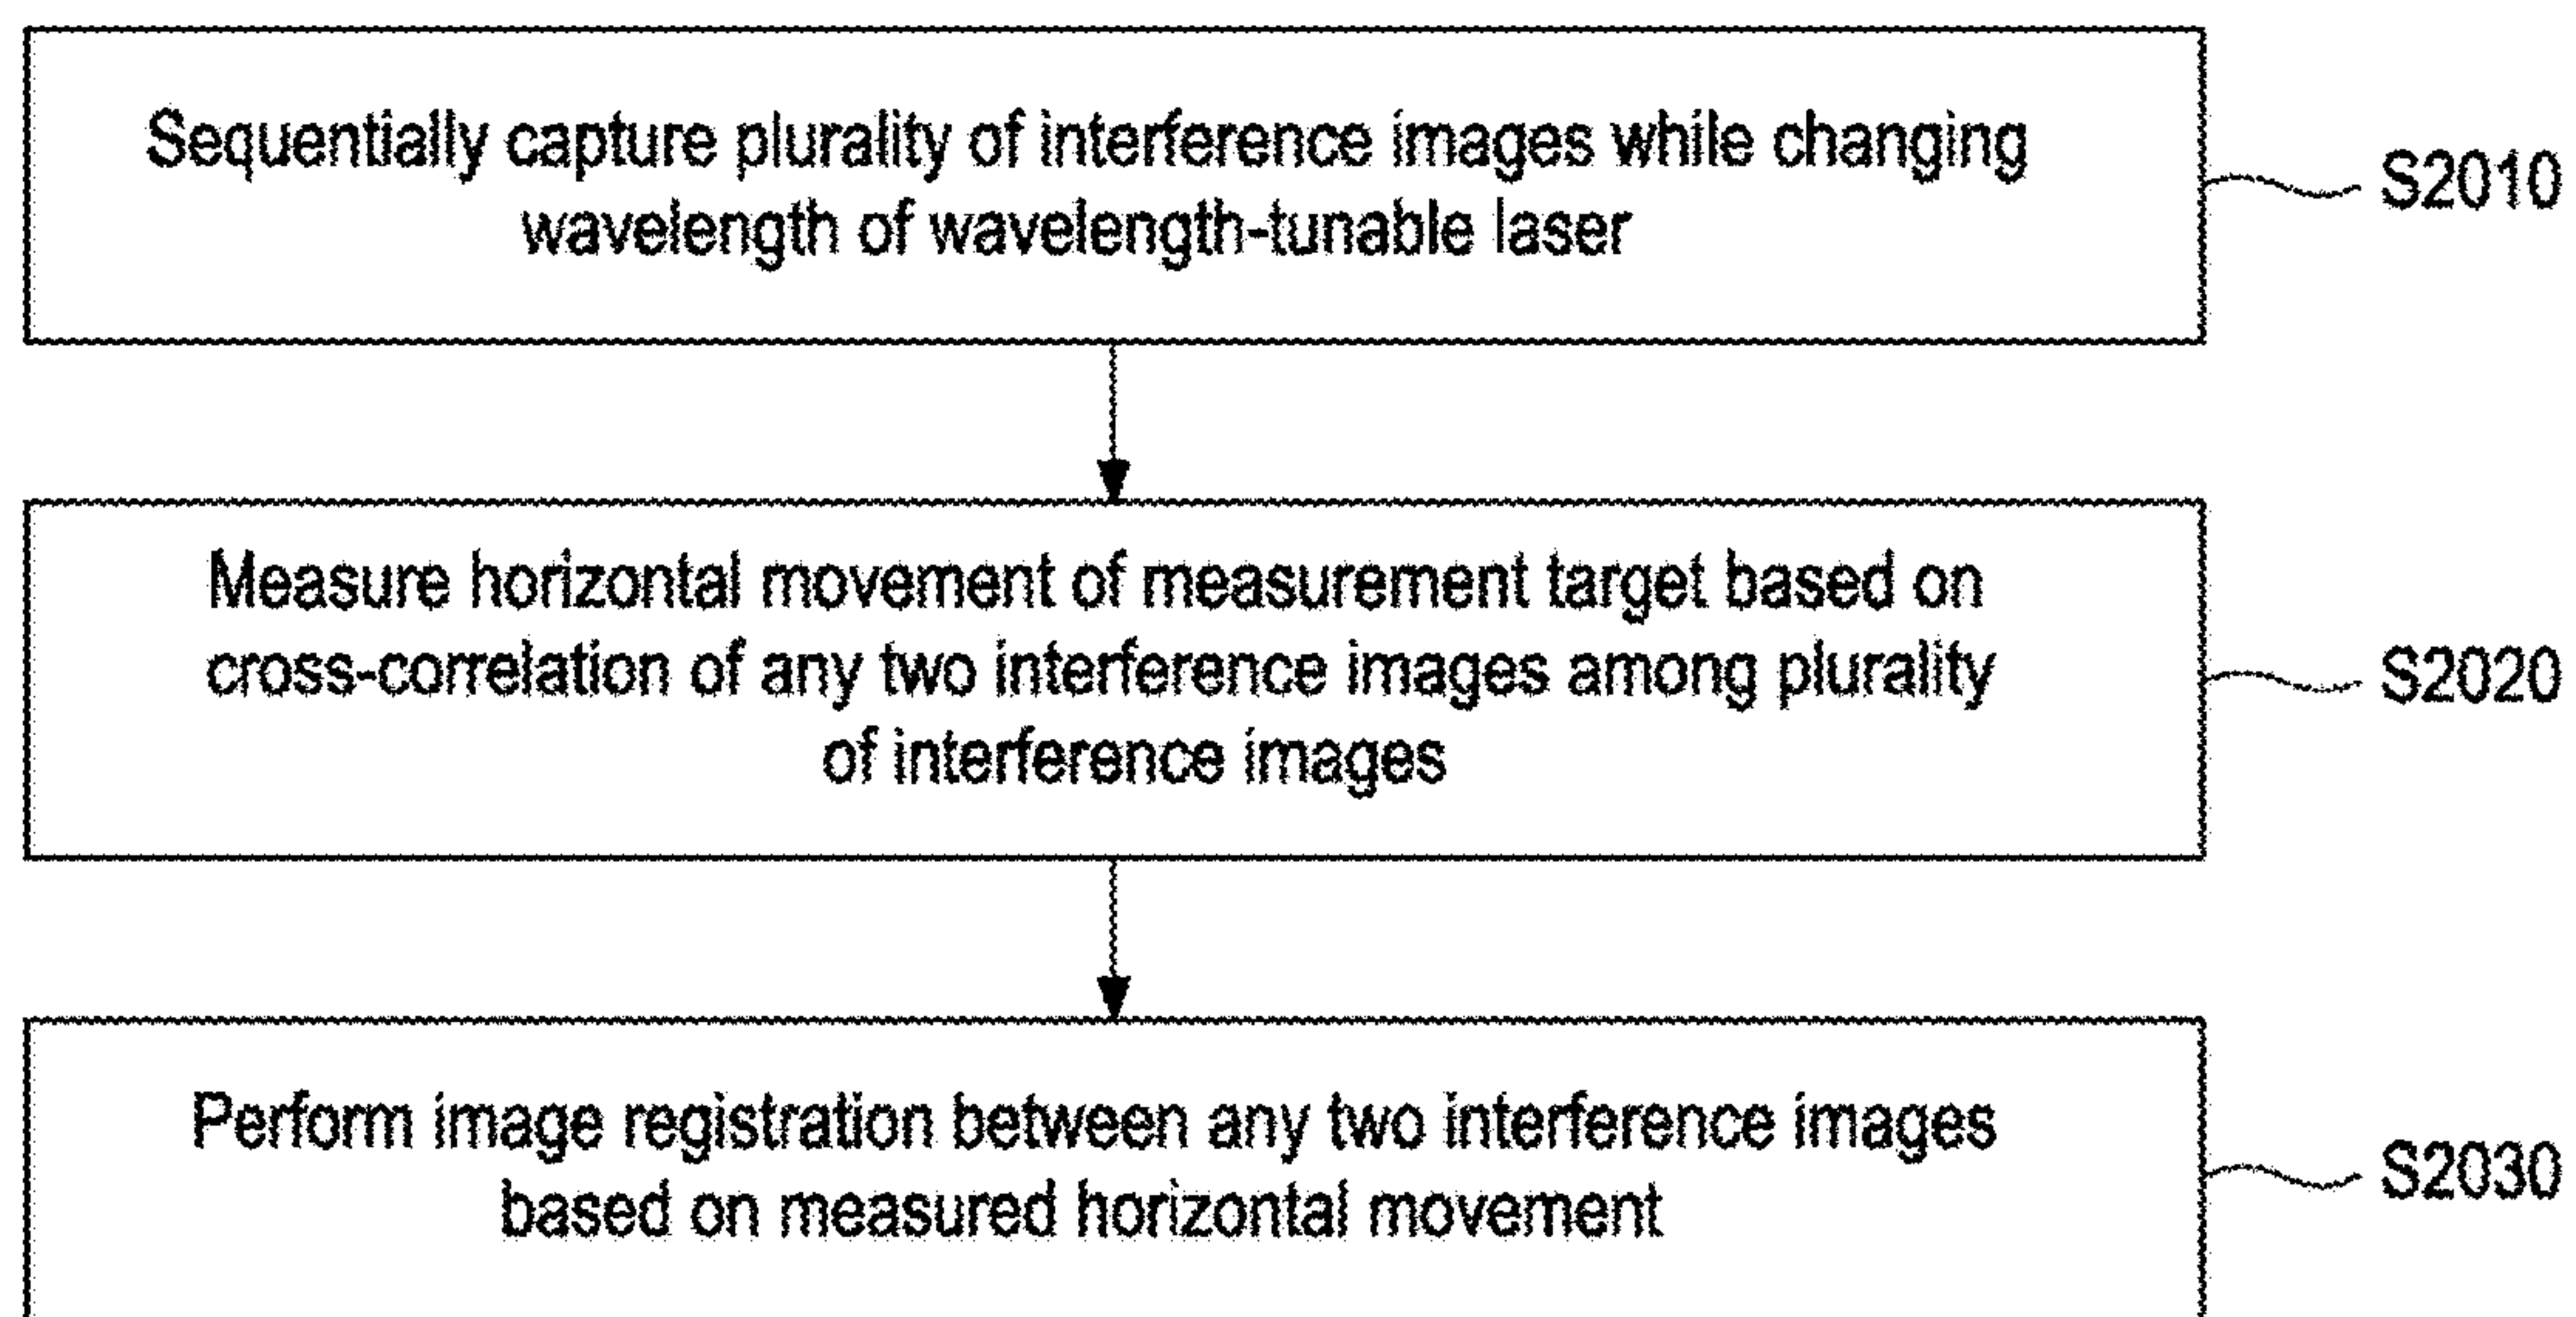 Sequentially capture plurality of interference images while changing
wavelength of wavelength-tunable laser
S2010
Measure horizontal movement of measurement target based on
cross-correlation of any two interference images among plurality
of interference images
S2020
Perform image registration between any two interference images
based on measured horizontal movement
S2030